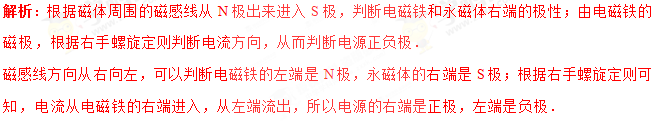 解析：根据磁体周围的磁感线从 N极出来进入 S极，判断电磁铁和永磁体右端的极性；由电磁铁的
磁极，根据右手螺旋定则判断电流方向，从而判断电源正负极．
磁感线方向从右向左，可以判断电磁铁的左端是 N极，永磁体的右端是 S极；根据右手螺旋定则可
知，电流从电磁铁的右端进入，从左端流出，所以电源的右端是正极，左端是负极．